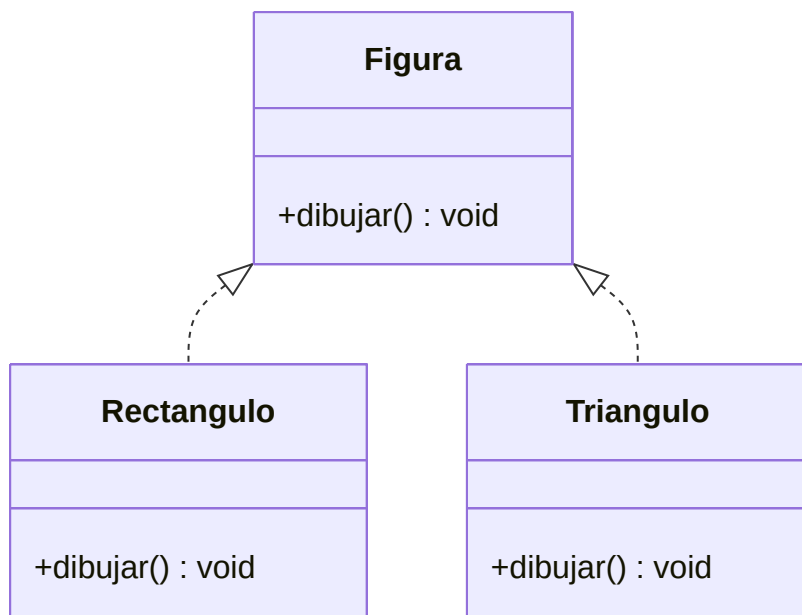 Figura
+dibujar() : void
Rectangulo
Triangulo
+dibujar() : void
+dibujar() : void